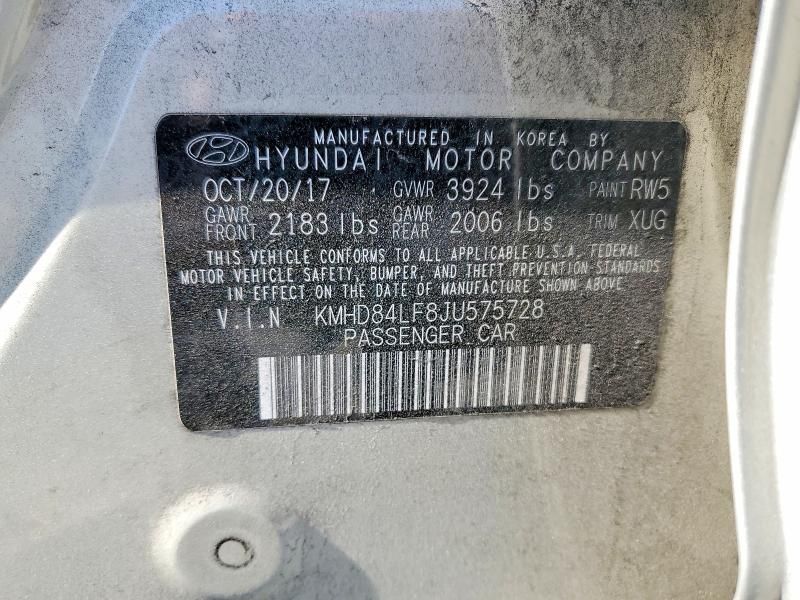 MANUFACTURED IN KOREA BY
HYUNDAI MOTOR COMPANY
OCT/20/17 GVWR 3924 lbs PAINT RW5
GAWR FRONT 2183 lbs GAWR REAR 2006 lbs TRIM XUG
THIS VEHICLE CONFORMS TO ALL APPLICABLE U.S.A. FEDERAL
MOTOR VEHICLE SAFETY, BUMPER, AND THEFT PREVENTION STANDARDS
IN EFFECT ON THE DATE OF MANUFACTURE SHOWN ABOVE
V.I.N KMHD84LF8JU575728
PASSENGER CAR